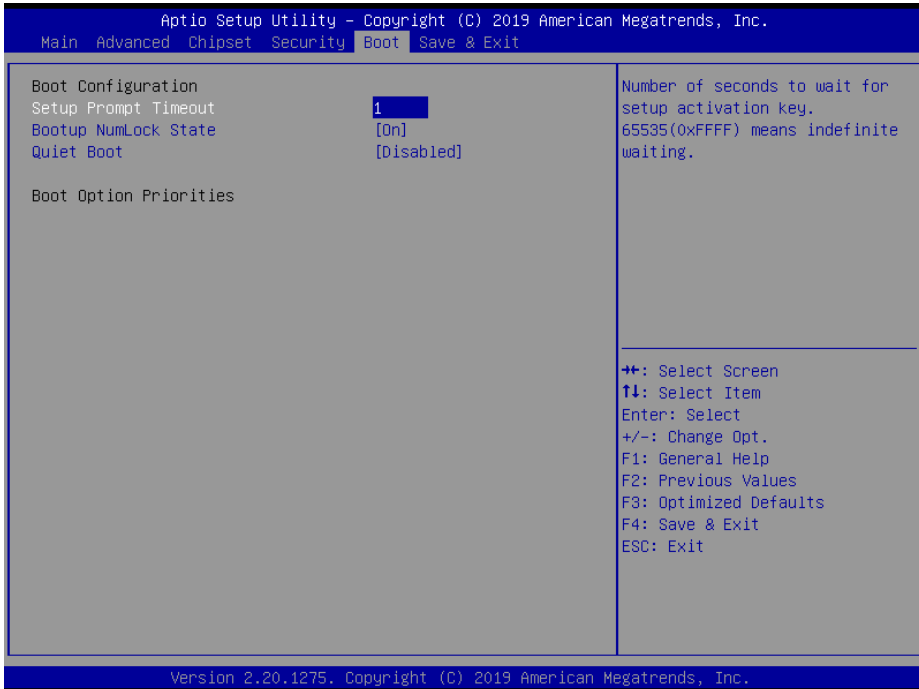 Aptio Setup Utility – Copyright (C) 2019 American Megatrends, Inc.
Main Advanced Chipset Security Boot Save & Exit
Boot Configuration
Setup Prompt Timeout 1
Bootup NumLock State [On]
Quiet Boot [Disabled]
Boot Option Priorities
Number of seconds to wait for
setup activation key.
65535(0xFFFF) means indefinite
waiting.
→←: Select Screen
↑↓: Select Item
Enter: Select
+/-: Change Opt.
F1: General Help
F2: Previous Values
F3: Optimized Defaults
F4: Save & Exit
ESC: Exit
Version 2.20.1275. Copyright (C) 2019 American Megatrends, Inc.